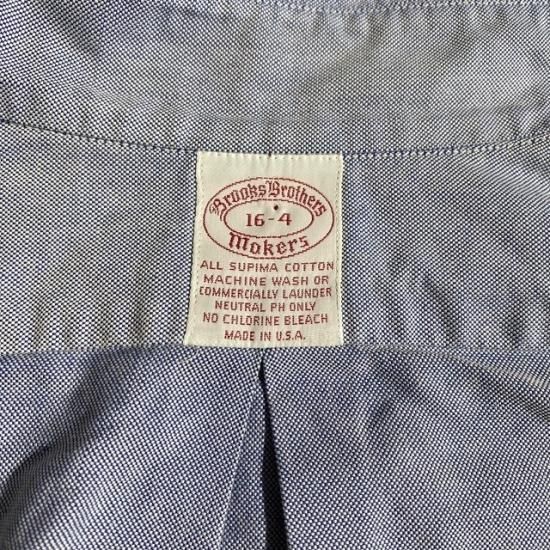 Brooks Brothers
16-4
Makers
ALL SUPIMA COTTON
MACHINE WASH OR
COMMERCIALLY LAUNDER
NEUTRAL PH ONLY
NO CHLORINE BLEACH
MADE IN U.S.A.